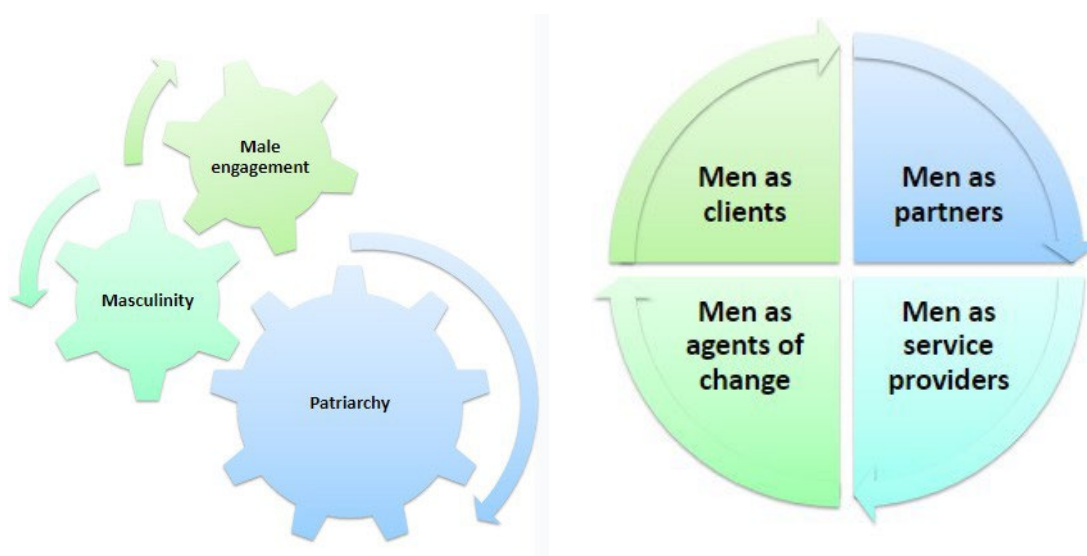 Male
engagement
Masculinity
Patriarchy
Men as
clients
Men as
partners
Men as
agents of
change
Men as
service
providers